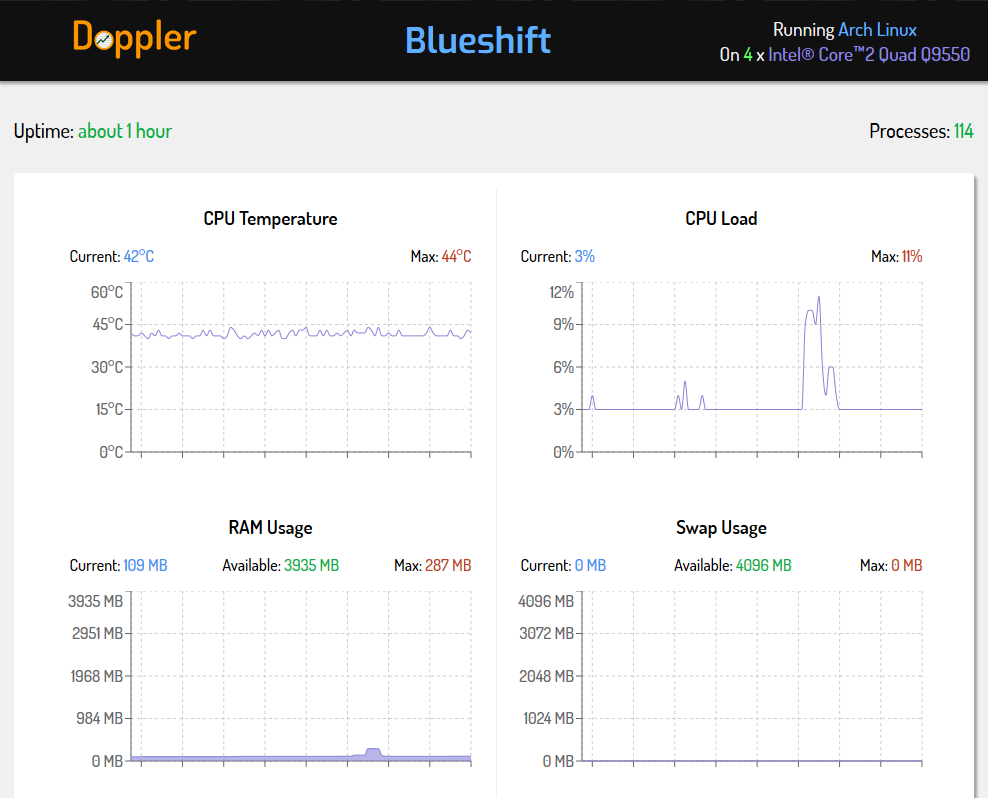 Doppler
Blueshift
Running Arch Linux
On 4 x Intel® Core™2 Quad Q9550
Uptime: about 1 hour
Processes: 114
CPU Temperature
Current: 42°C
Max: 44°C
60°C
45°C
30°C
15°C
0°C
CPU Load
Current: 3%
Max: 11%
12%
9%
6%
3%
0%
RAM Usage
Current: 109 MB
Available: 3935 MB
Max: 287 MB
3935 MB
2951 MB
1968 MB
984 MB
0 MB
Swap Usage
Current: 0 MB
Available: 4096 MB
Max: 0 MB
4096 MB
3072 MB
2048 MB
1024 MB
0 MB